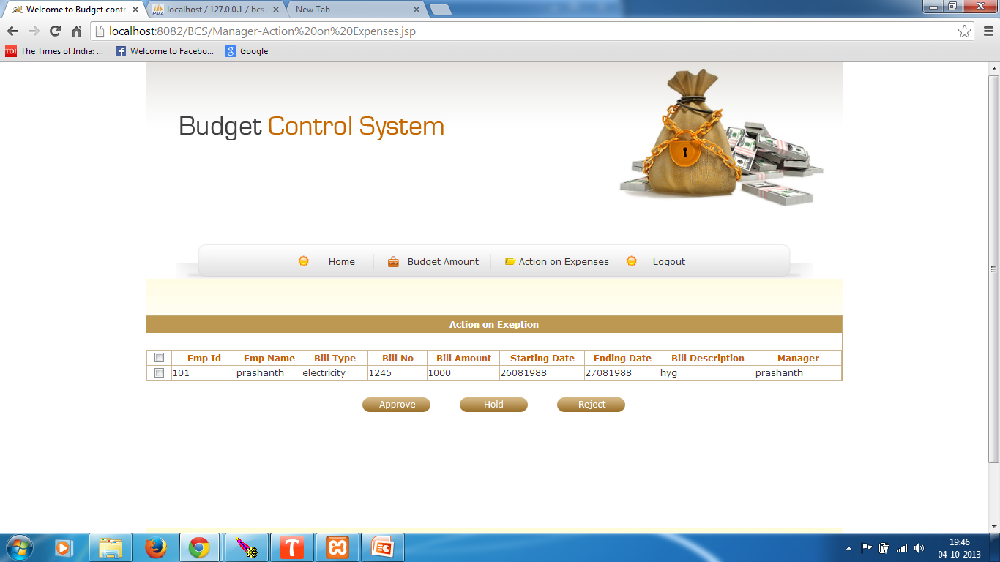 Welcome to Budget contr
localhost / 127.0.0.1 / bcs
New Tab
localhost:8082/BCS/Manager-Action%20on%20Expenses.jsp
The Times of India: ...
Welcome to Facebo...
Google
Budget Control System
Home Budget Amount Action on Expenses Logout
Action on Exeption
Emp Id Emp Name Bill Type Bill No Bill Amount Starting Date Ending Date Bill Description Manager
101 prashanth electricity 1245 1000 26081988 27081988 hyg prashanth
Approve Hold Reject
19:46
04-10-2013